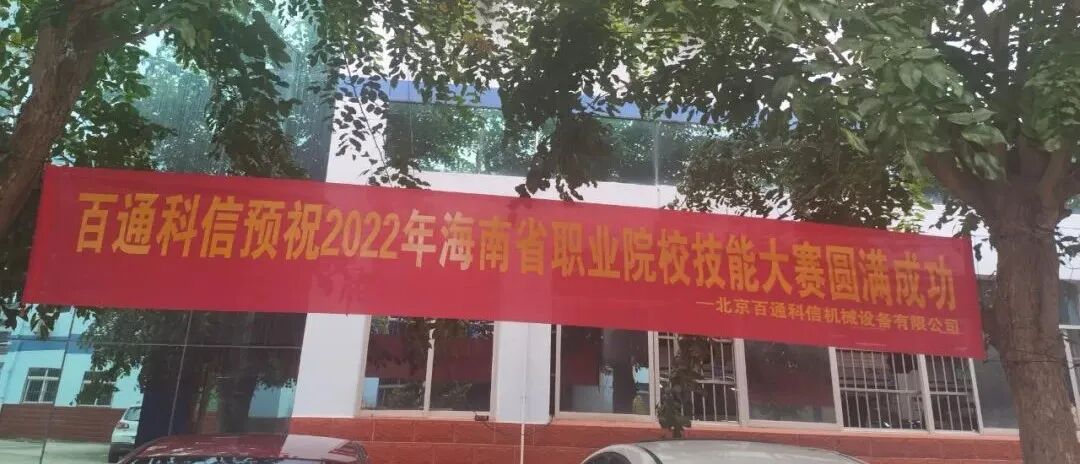 百通科信预祝2022年海南省职业院校技能大赛圆满成功
—北京百通科信机械设备有限公司